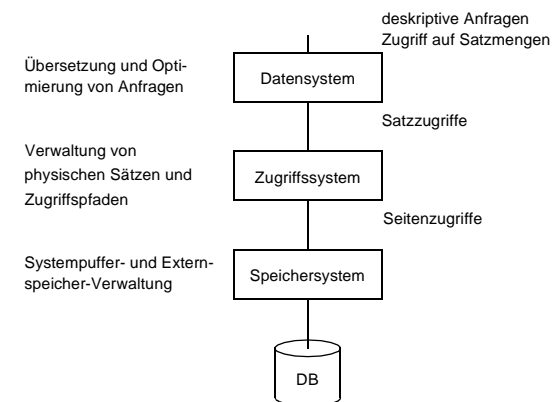 deskriptive Anfragen
Zugriff auf Satzmengen
Übersetzung und Opti-
mierung von Anfragen
Datensystem
Satzzugriffe
Verwaltung von
physischen Sätzen und
Zugriffspfaden
Zugriffssystem
Seitenzugriffe
Systempuffer- und Extern-
speicher-Verwaltung
Speichersystem
DB